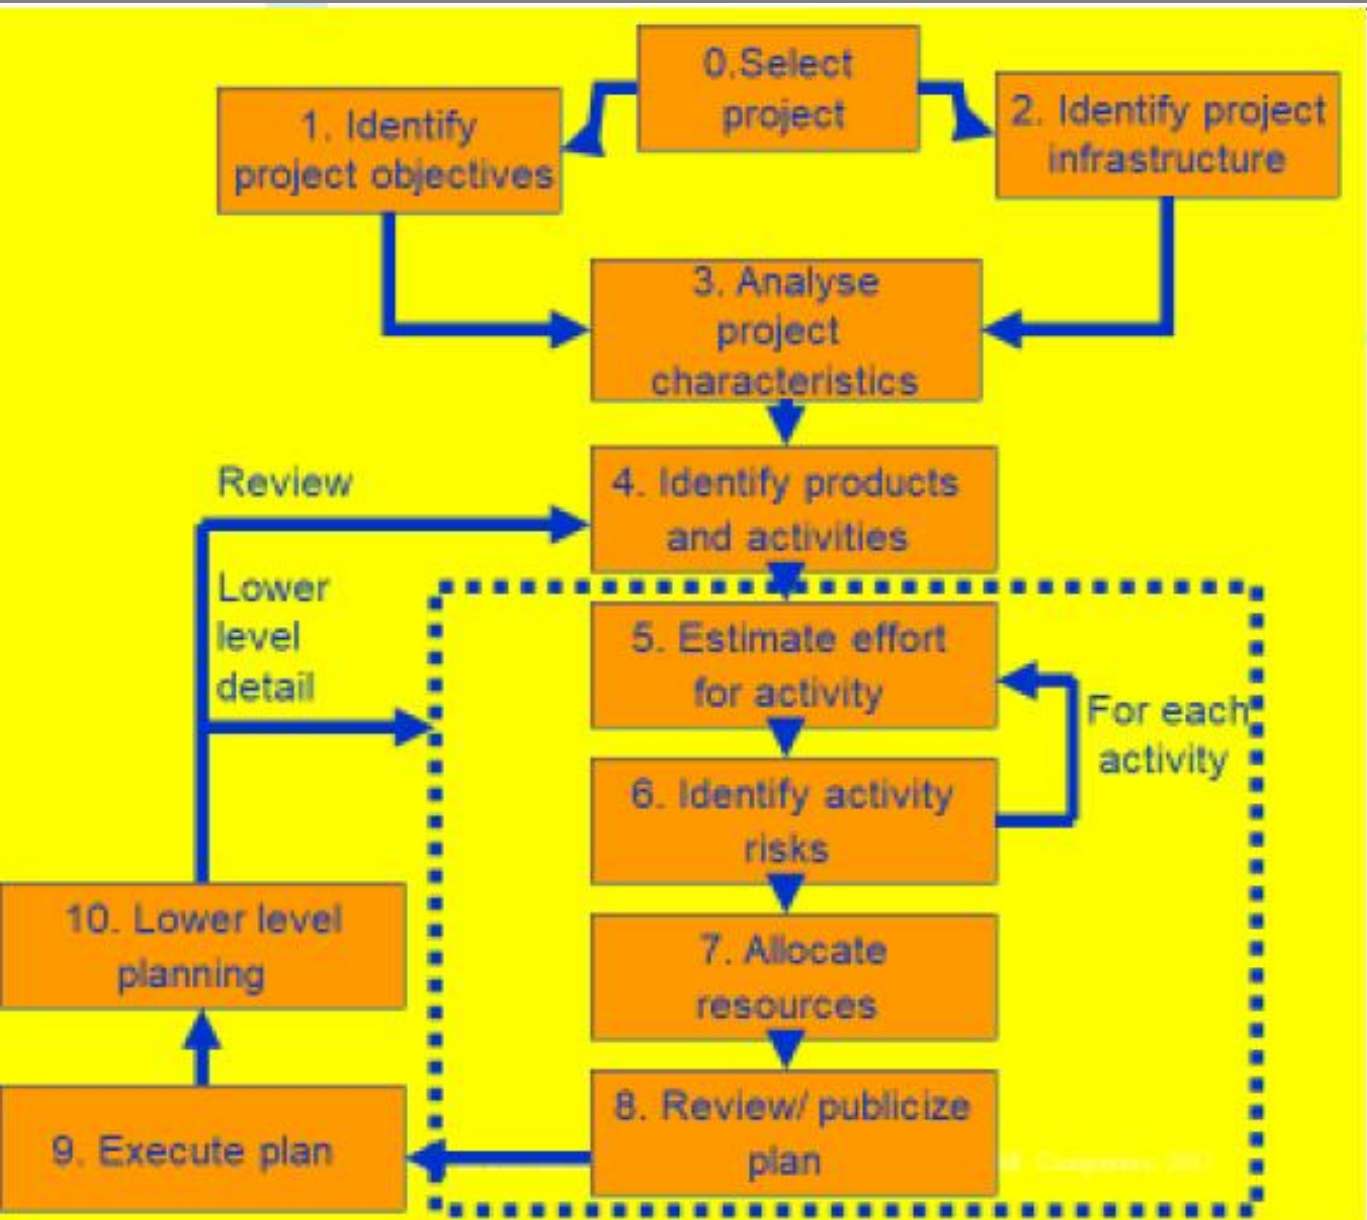 0.Select
project
1. Identify
project objectives
2. Identify project
infrastructure
3. Analyse
project
characteristics
Review
4. Identify products
and activities
Lower
level
detail
5. Estimate effort
for activity
For each
activity
6. Identify activity
risks
10. Lower level
planning
7. Allocate
resources
8. Review/ publicize
plan
9. Execute plan